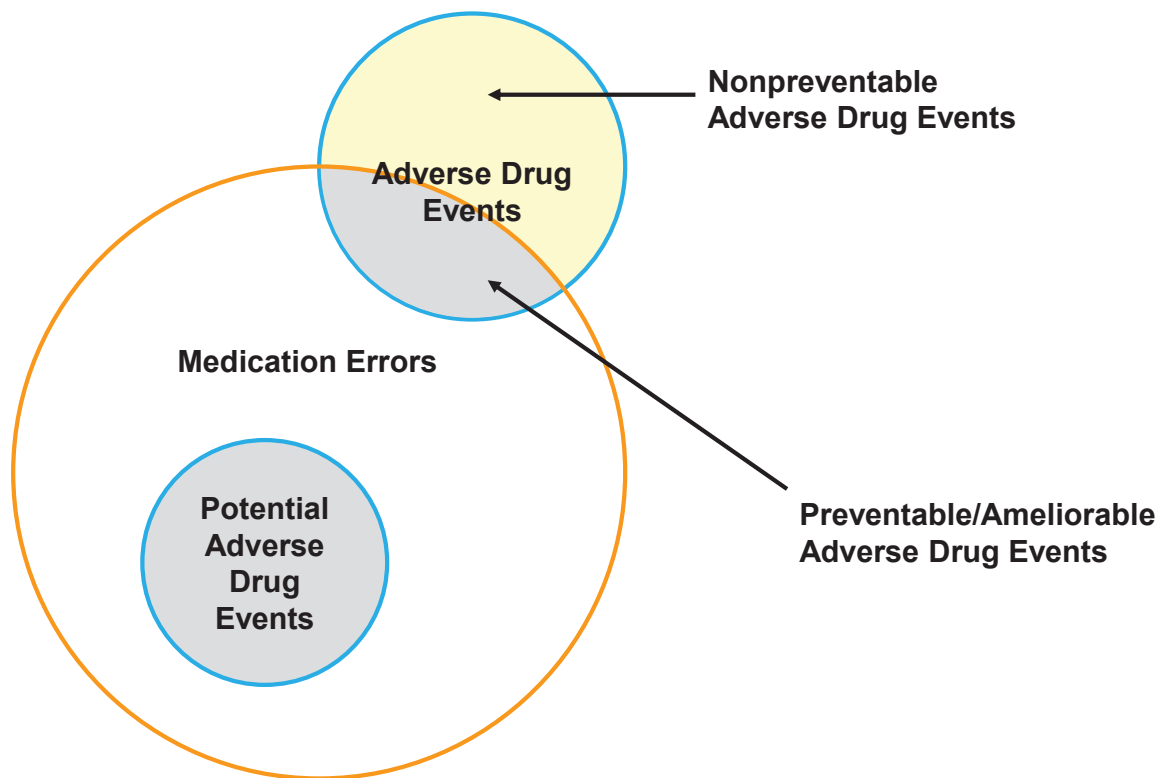 Nonpreventable
Adverse Drug Events
Adverse Drug
Events
Medication Errors
Potential
Adverse
Drug
Events
Preventable/Ameliorable
Adverse Drug Events